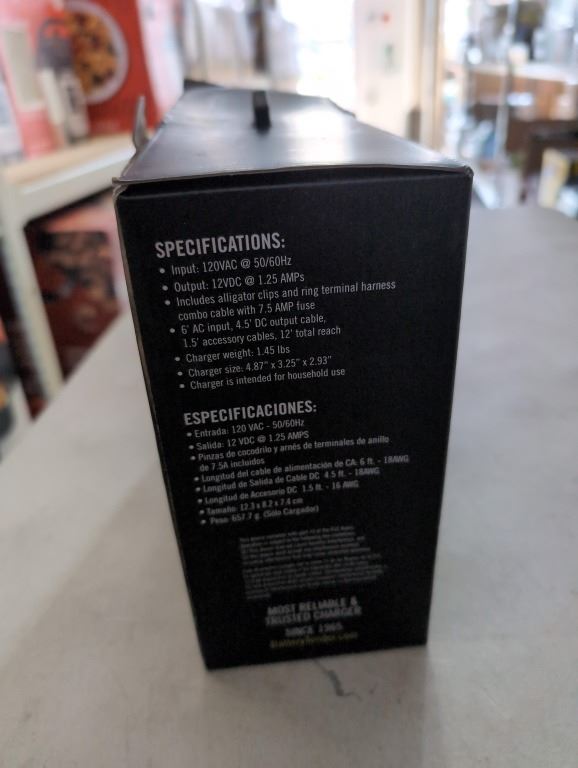 SPECIFICATIONS:
• Input: 120VAC @ 50/60Hz
• Output: 12VDC @ 1.25 AMPs
• Includes alligator clips and ring terminal harness
combo cable with 7.5 AMP fuse
• 6' AC input, 4.5' DC output cable,
1.5' accessory cables, 12' total reach
• Charger weight: 1.45 lbs
• Charger size: 4.87" x 3.25" x 2.93"
• Charger is intended for household use
ESPECIFICACIONES:
• Entrada: 120 VAC - 50/60Hz
• Salida: 12 VDC @ 1.25 AMPS
• Pinzas de cocodrilo y arnés de terminales de anillo
de 7.5A incluidos
• Longitud del cable de alimentación de CA: 6 ft. - 18AWG
• Longitud de Salida de Cable DC 4.5 ft. - 18AWG
• Longitud de Accesorio DC 1.5 ft. - 16 AWG
• Tamaño: 12.3 x 8.2 x 7.4 cm
• Peso: 657.7 g. (Sólo Cargador)
MOST RELIABLE &
TRUSTED CHARGER
SINCE 1965
BatteryTender.com